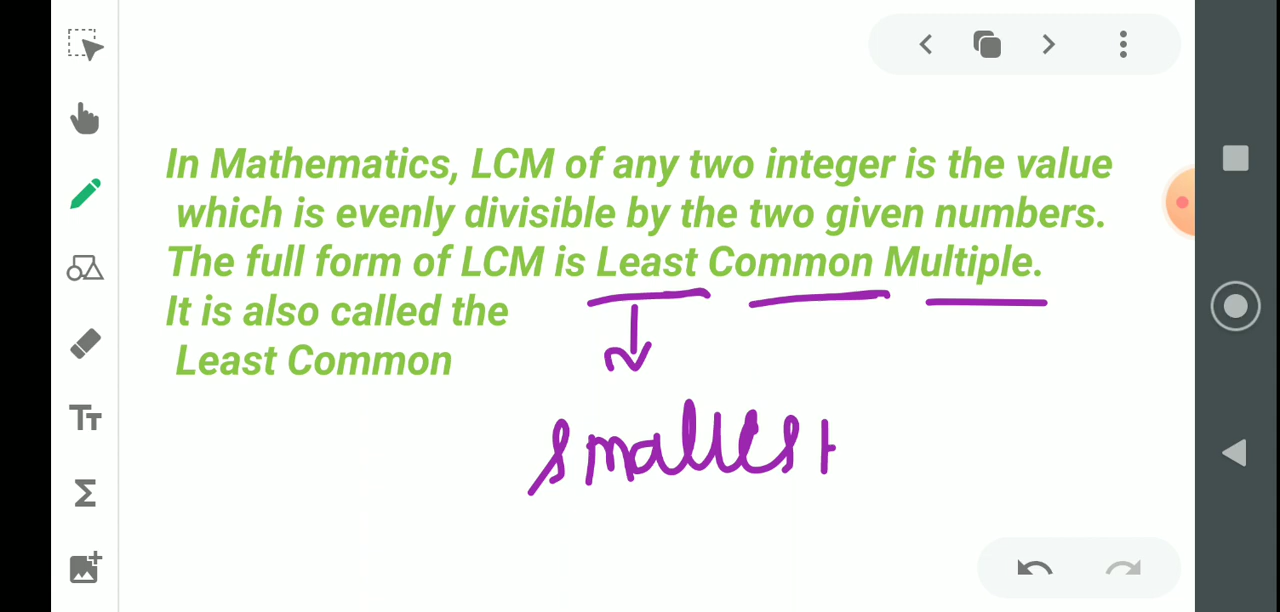 In Mathematics, LCM of any two integer is the value
which is evenly divisible by the two given numbers.
The full form of LCM is Least Common Multiple.
It is also called the
Least Common
smallest
Tт
Σ